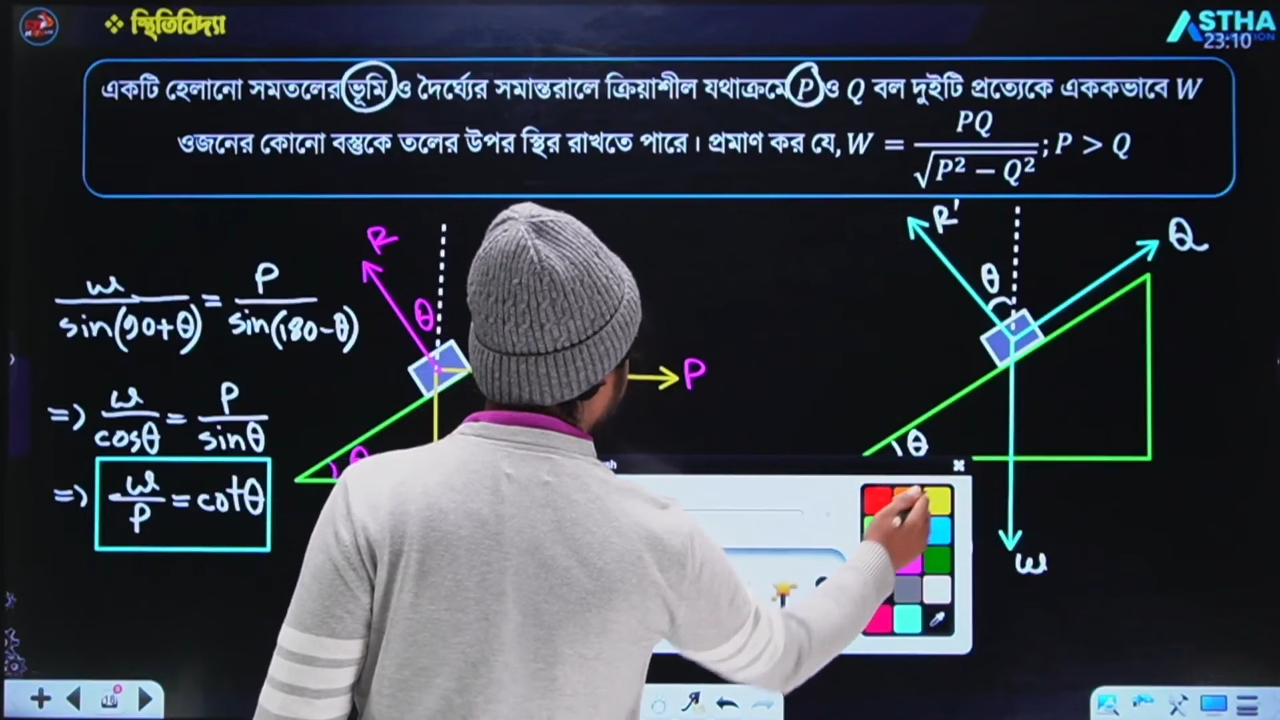 ❖ স্থিতিবিদ্যা
ASTHA
23:10
একটি হেলানো সমতলের ভূমি ও দৈর্ঘ্যের সমান্তরালে ক্রিয়াশীল যথাক্রমে P ও Q বল দুইটি প্রত্যেকে এককভাবে W
ওজনের কোনো বস্তুকে তলের উপর স্থির রাখতে পারে। প্রমাণ কর যে, W = PQ/√(P² − Q²) ; P > Q
w/sin(90+θ) = P/sin(180-θ)
=> w/cosθ = P/sinθ
=> w/P = cotθ
R
θ
P
θ
R'
θ
Q
θ
w